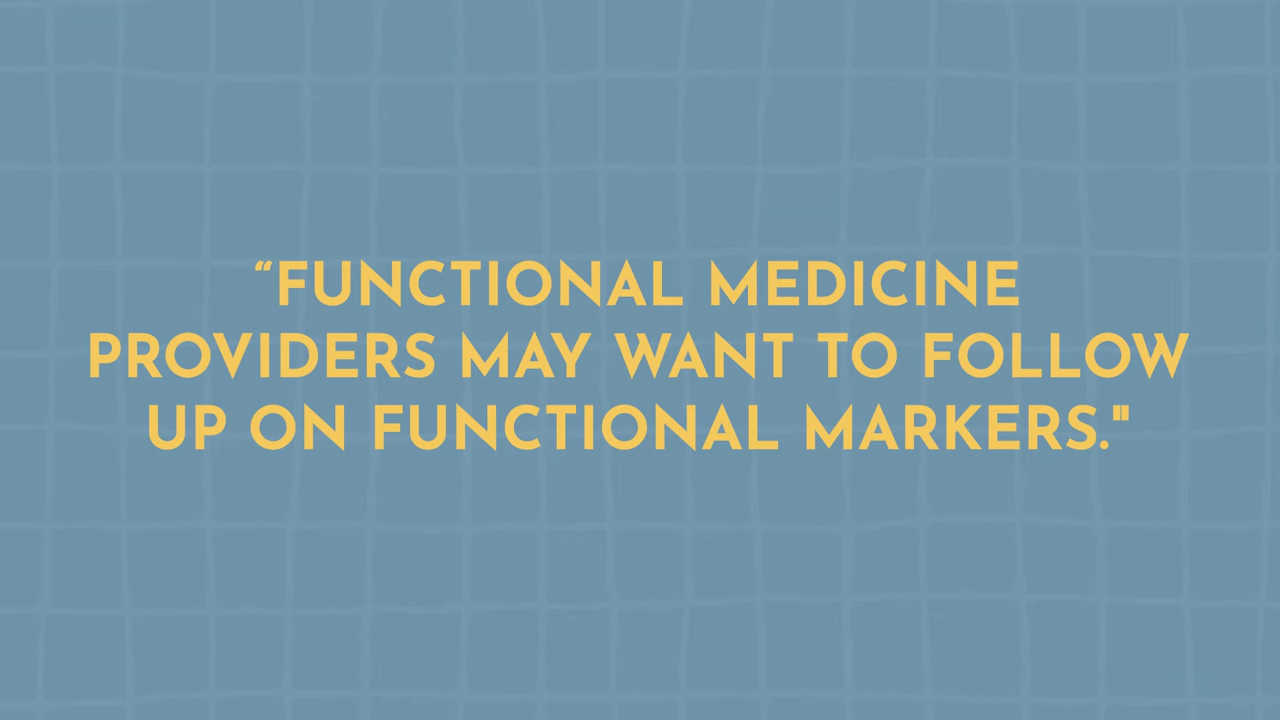 “FUNCTIONAL MEDICINE
PROVIDERS MAY WANT TO FOLLOW
UP ON FUNCTIONAL MARKERS."